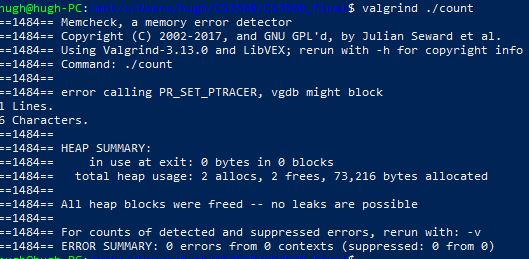 hugh@hugh-PC: $ valgrind ./count
==1484== Memcheck, a memory error detector
==1484== Copyright (C) 2002-2017, and GNU GPL'd, by Julian Seward et al.
==1484== Using Valgrind-3.13.0 and LibVEX; rerun with -h for copyright info
==1484== Command: ./count
==1484==
==1484== error calling PR_SET_PTRACER, vgdb might block
1 Lines.
6 Characters.
==1484==
==1484== HEAP SUMMARY:
==1484==     in use at exit: 0 bytes in 0 blocks
==1484==   total heap usage: 2 allocs, 2 frees, 73,216 bytes allocated
==1484==
==1484== All heap blocks were freed -- no leaks are possible
==1484==
==1484== For counts of detected and suppressed errors, rerun with: -v
==1484== ERROR SUMMARY: 0 errors from 0 contexts (suppressed: 0 from 0)
hugh@hugh-PC: $